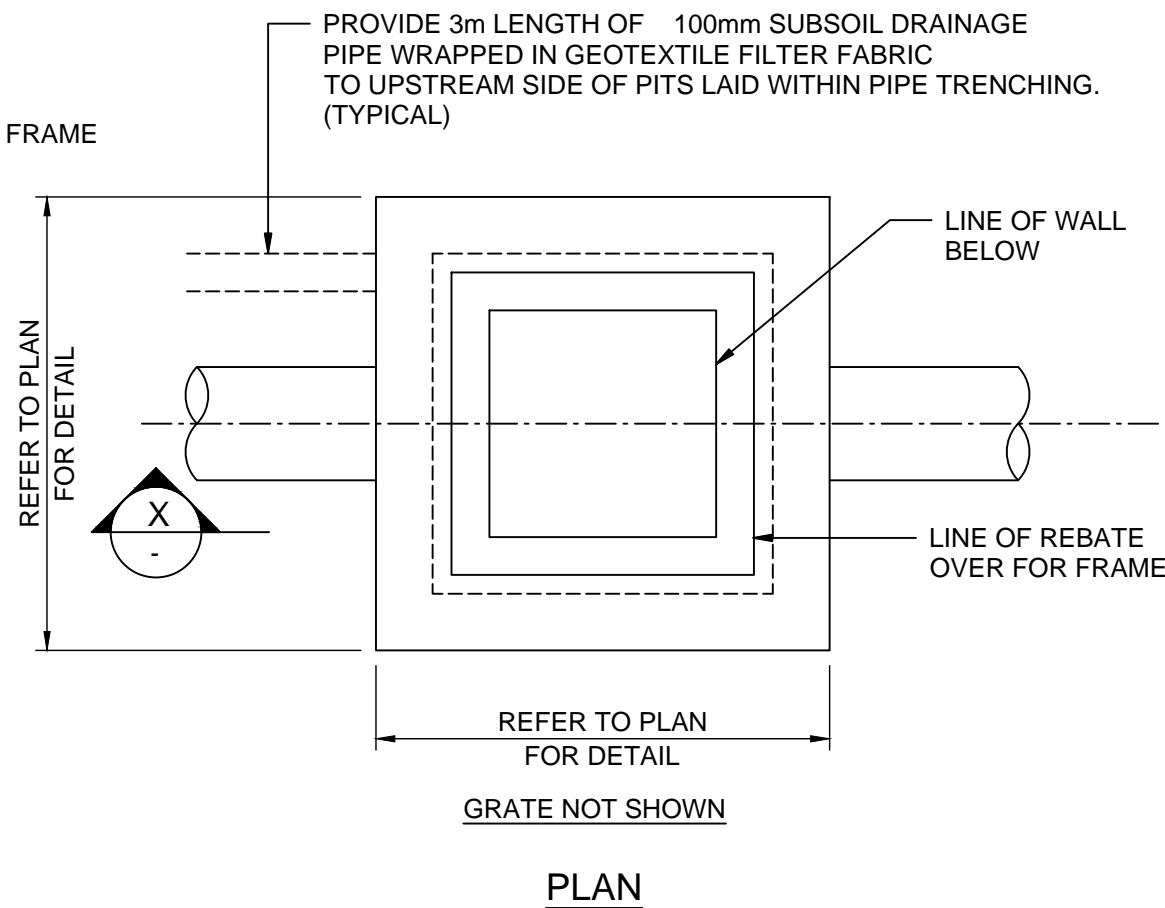 PROVIDE 3m LENGTH OF 100mm SUBSOIL DRAINAGE
PIPE WRAPPED IN GEOTEXTILE FILTER FABRIC
TO UPSTREAM SIDE OF PITS LAID WITHIN PIPE TRENCHING.
(TYPICAL)
FRAME
LINE OF WALL
BELOW
REFER TO PLAN
FOR DETAIL
X
-
LINE OF REBATE
OVER FOR FRAME
REFER TO PLAN
FOR DETAIL
GRATE NOT SHOWN
PLAN